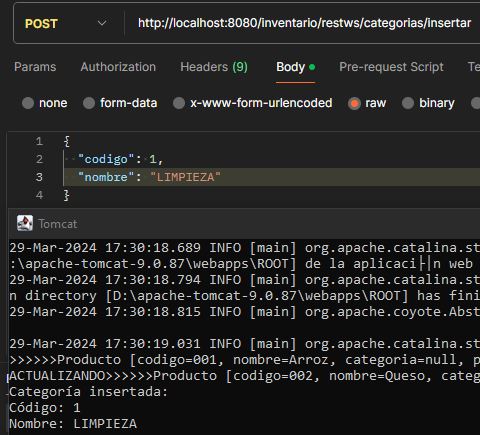 POST http://localhost:8080/inventario/restws/categorias/insertar
Params Authorization Headers (9) Body Pre-request Script
none form-data x-www-form-urlencoded raw binary
1 {
2 "codigo": 1,
3 "nombre": "LIMPIEZA"
4 }
Tomcat
29-Mar-2024 17:30:18.689 INFO [main] org.apache.catalina.st
:\apache-tomcat-9.0.87\webapps\ROOT] de la aplicaci├│n web
29-Mar-2024 17:30:18.794 INFO [main] org.apache.catalina.st
n directory [D:\apache-tomcat-9.0.87\webapps\ROOT] has fini
29-Mar-2024 17:30:18.815 INFO [main] org.apache.coyote.Abst
29-Mar-2024 17:30:19.031 INFO [main] org.apache.catalina.st
>>>>>>Producto [codigo=001, nombre=Arroz, categoria=null, p
ACTUALIZANDO>>>>>>Producto [codigo=002, nombre=Queso, categ
Categoría insertada:
Código: 1
Nombre: LIMPIEZA